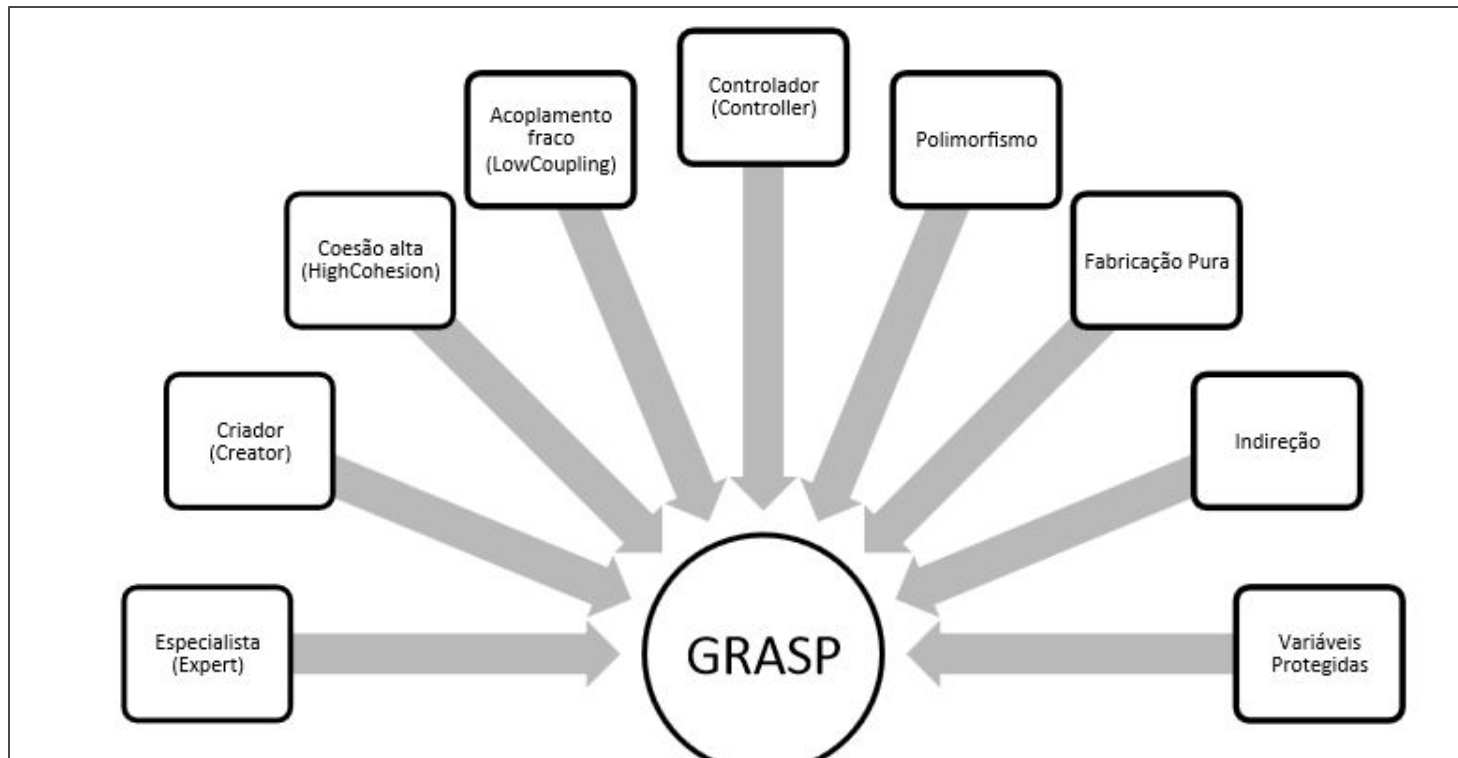 Controlador
(Controller)
Acoplamento
fraco
(LowCoupling)
Polimorfismo
Coesão alta
(HighCohesion)
Fabricação Pura
Criador
(Creator)
Indireção
Especialista
(Expert)
GRASP
Variáveis
Protegidas